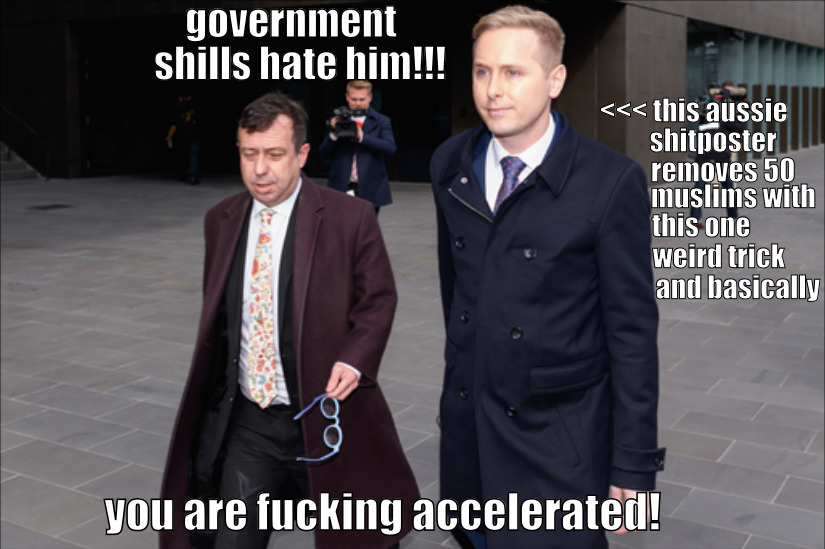 government
shills hate him!!!
<<< this aussie
shitposter
removes 50
muslims with
this one
weird trick
and basically
you are fucking accelerated!